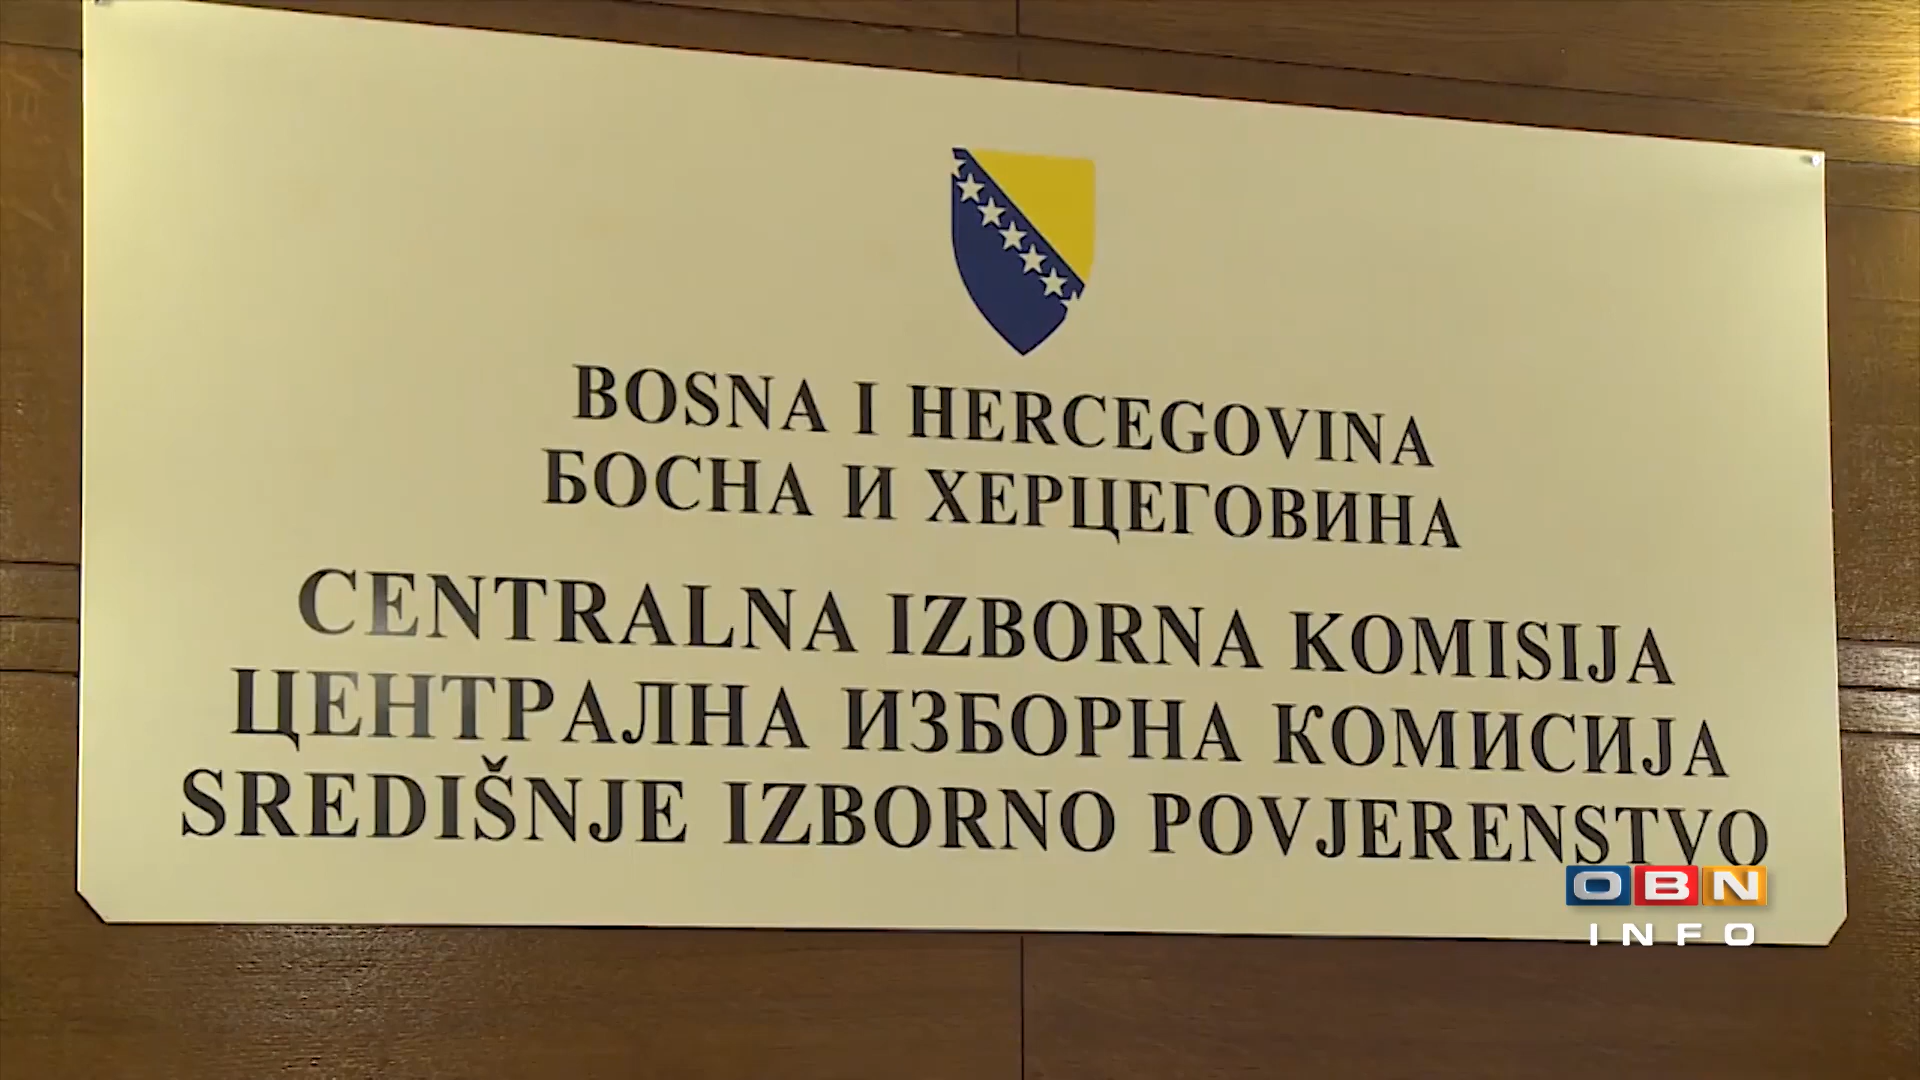 BOSNA I HERCEGOVINA
БОСНА И ХЕРЦЕГОВИНА
CENTRALNA IZBORNA KOMISIJA
ЦЕНТРАЛНА ИЗБОРНА КОМИСИЈА
SREDIŠNJE IZBORNO POVJERENSTVO
OBN
INFO